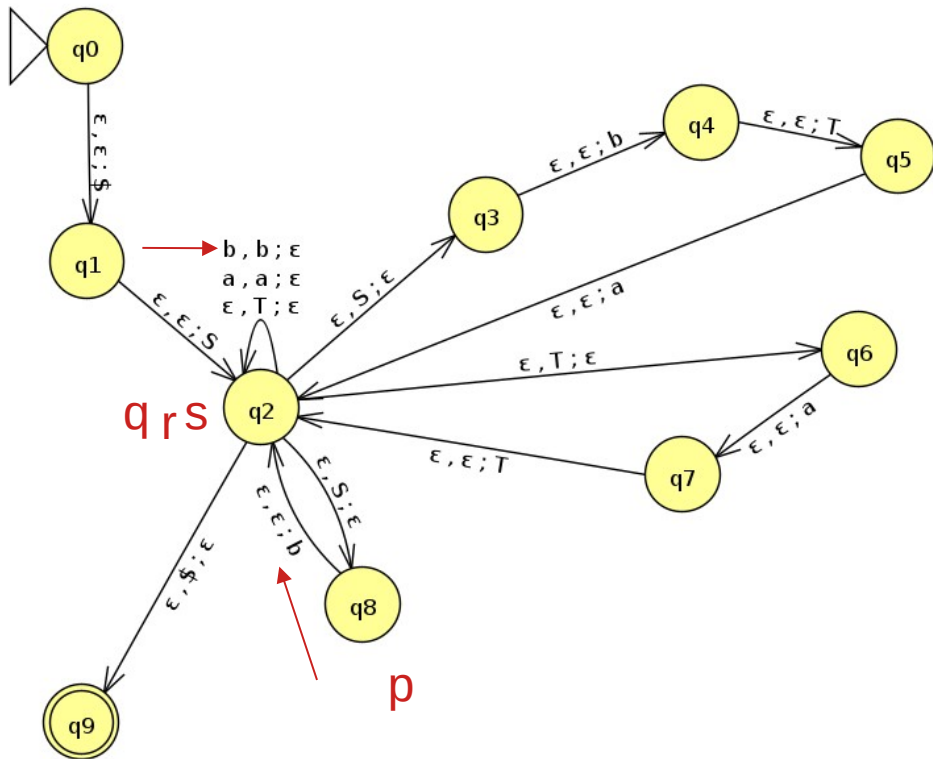 q0
ε,ε;$
q1
ε,ε;S
b,b;ε
a,a;ε
ε,T;ε
q2
q r s
ε,S;ε
q3
ε,ε;b
q4
ε,ε;T
q5
ε,ε;a
ε,T;ε
q6
ε,ε;a
q7
ε,ε;T
ε,S;ε
ε,ε;b
q8
p
ε,$;ε
q9